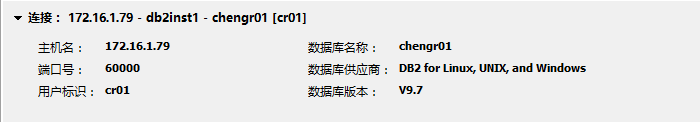 连接： 172.16.1.79 - db2inst1 - chengr01 [cr01]
主机名： 172.16.1.79 数据库名称： chengr01
端口号： 60000 数据库供应商： DB2 for Linux, UNIX, and Windows
用户标识： cr01 数据库版本： V9.7